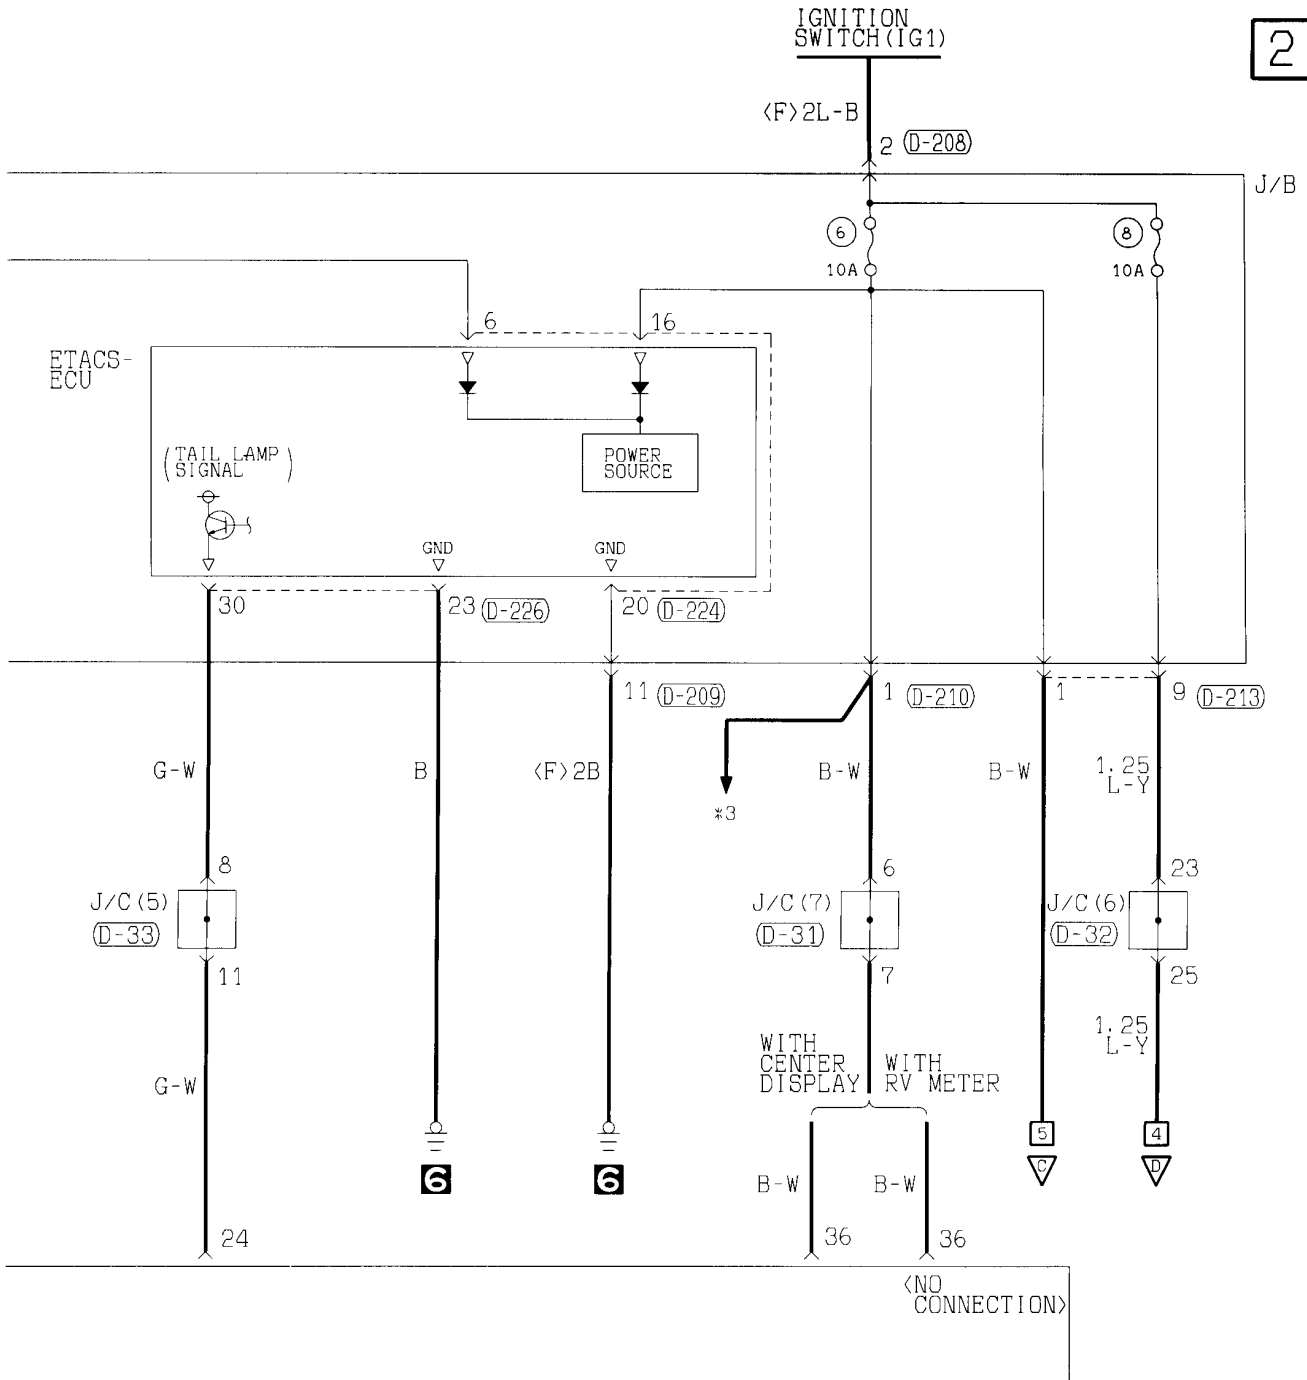 IGNITION
SWITCH(IG1)
2
<F>2L-B
2 (D-208)
J/B
6
8
10A
10A
6
16
ETACS-
ECU
(TAIL LAMP
SIGNAL)
POWER
SOURCE
GND
GND
30
23 (D-226)
20 (D-224)
11 (D-209)
1 (D-210)
1
9 (D-213)
G-W
B
<F>2B
B-W
B-W
1.25
L-Y
*3
8
6
23
J/C(5)
J/C(7)
J/C(6)
(D-33)
(D-31)
(D-32)
11
7
25
1.25
L-Y
WITH
CENTER
DISPLAY
WITH
RV METER
G-W
5
4
C
D
6
6
B-W
B-W
24
36
36
<NO
CONNECTION>